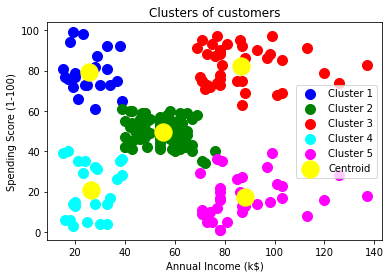 Clusters of customers
Spending Score (1-100)
100
80
60
40
20
0
Cluster 1
Cluster 2
Cluster 3
Cluster 4
Cluster 5
Centroid
20
40
60
80
100
120
140
Annual Income (k$)